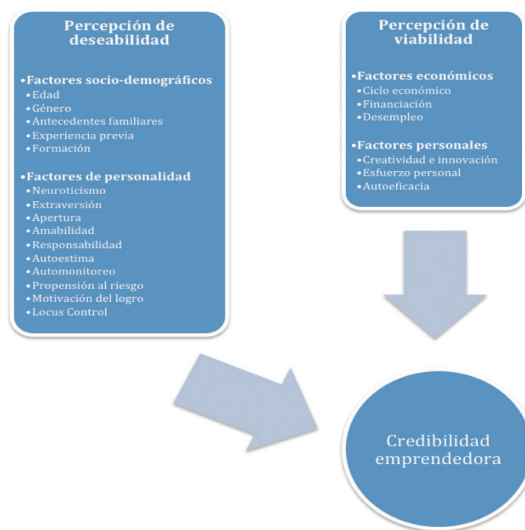 Percepción de
deseabilidad
•Factores socio-demográficos
•Edad
•Género
•Antecedentes familiares
•Experiencia previa
•Formación
•Factores de personalidad
•Neuroticismo
•Extraversión
•Apertura
•Amabilidad
•Responsabilidad
•Autoestima
•Automonitoreo
•Propensión al riesgo
•Motivación del logro
•Locus Control
Percepción de
viabilidad
•Factores económicos
•Ciclo económico
•Financiación
•Desempleo
•Factores personales
•Creatividad e innovación
•Esfuerzo personal
•Autoeficacia
Credibilidad
emprendedora